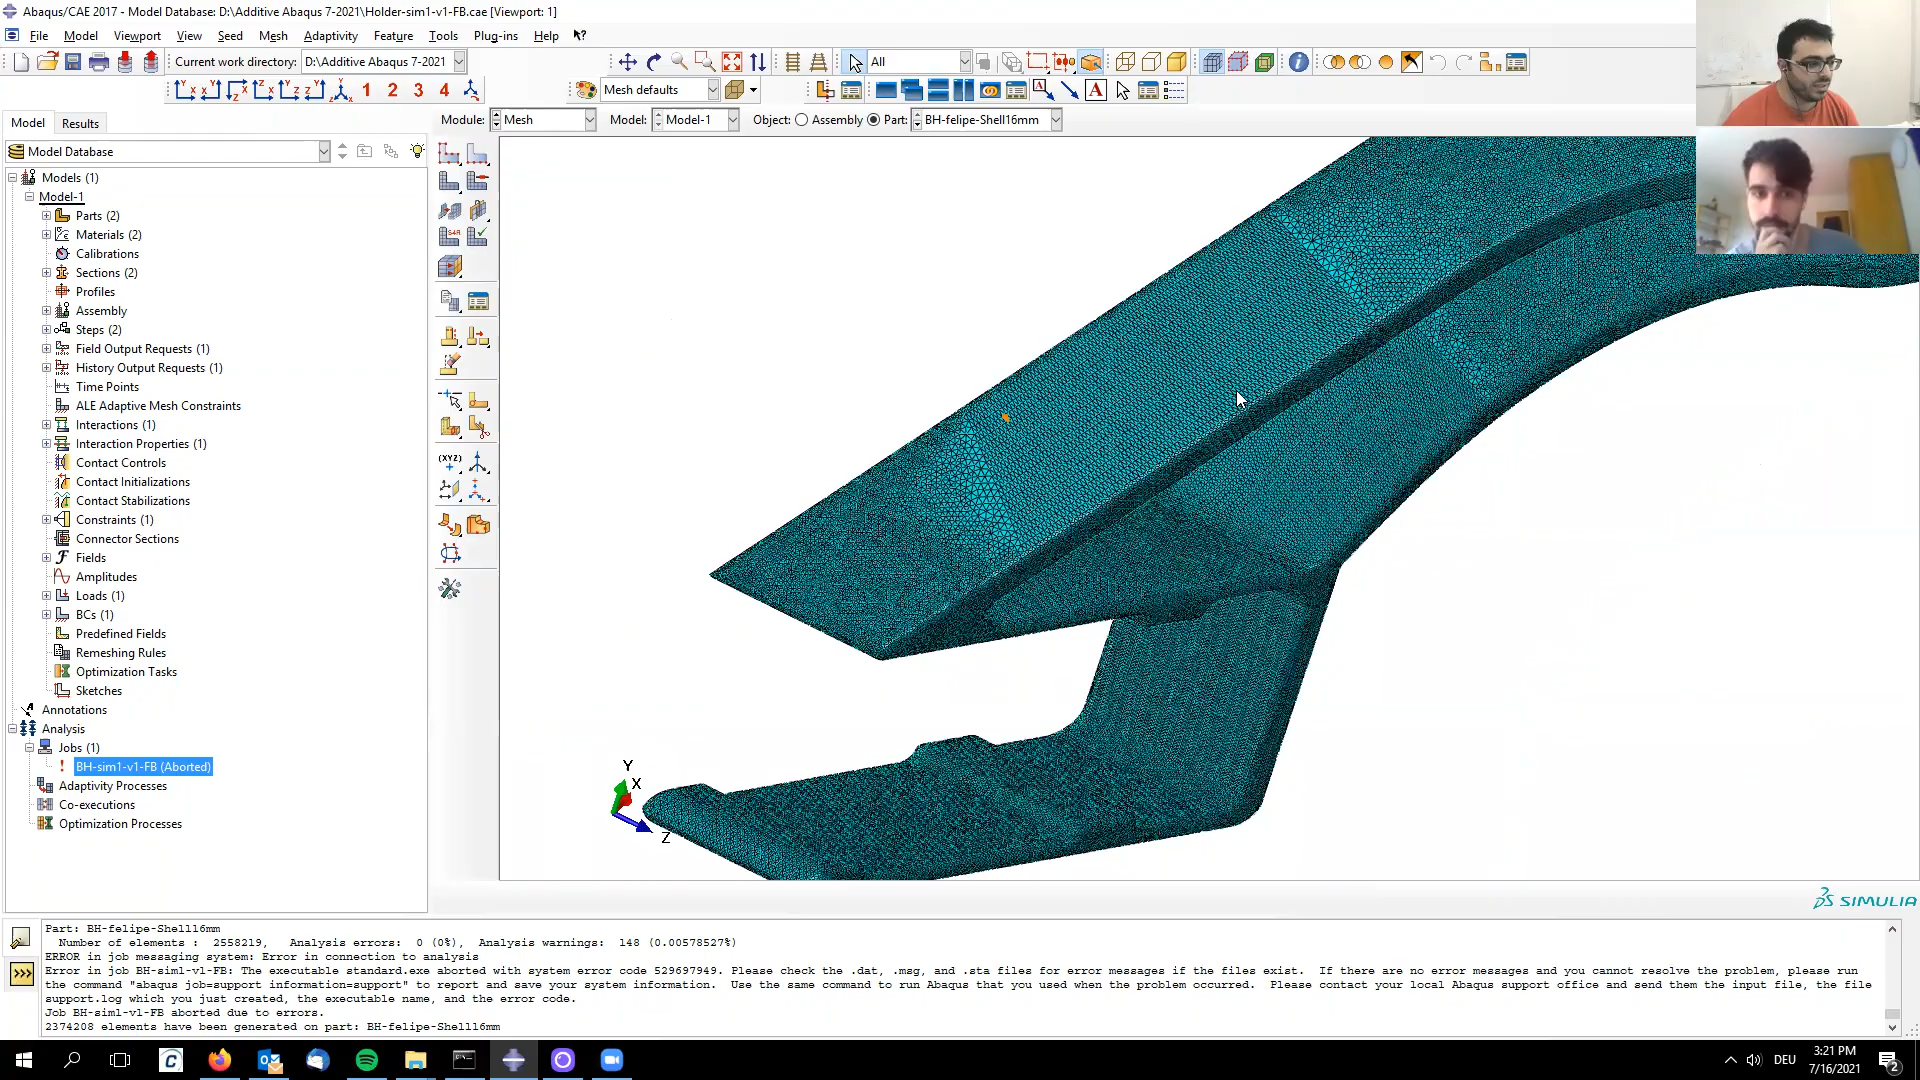 Abaqus/CAE 2017 - Model Database: D:\Additive Abaqus 7-2021\Holder-sim1-v1-FB.cae [Viewport: 1]
File Model Viewport View Seed Mesh Adaptivity Feature Tools Plug-ins Help
Current work directory: D:\Additive Abaqus 7-2021
All
1 2 3 4
Mesh defaults
Model Results
Module: Mesh Model: Model-1 Object: Assembly Part: BH-felipe-Shell16mm
Model Database
Models (1)
Model-1
Parts (2)
Materials (2)
Calibrations
Sections (2)
Profiles
Assembly
Steps (2)
Field Output Requests (1)
History Output Requests (1)
Time Points
ALE Adaptive Mesh Constraints
Interactions (1)
Interaction Properties (1)
Contact Controls
Contact Initializations
Contact Stabilizations
Constraints (1)
Connector Sections
Fields
Amplitudes
Loads (1)
BCs (1)
Predefined Fields
Remeshing Rules
Optimization Tasks
Sketches
Annotations
Analysis
Jobs (1)
BH-sim1-v1-FB (Aborted)
Adaptivity Processes
Co-executions
Optimization Processes
(XYZ)
Y
X
Z
SIMULIA
Part: BH-felipe-Shell16mm
Number of elements : 2558219, Analysis errors: 0 (0%), Analysis warnings: 148 (0.00578527%)
ERROR in job messaging system: Error in connection to analysis
Error in job BH-sim1-v1-FB: The executable standard.exe aborted with system error code 529697949. Please check the .dat, .msg, and .sta files for error messages if the files exist. If there are no error messages and you cannot resolve the problem, please run
the command "abaqus job=support information=support" to report and save your system information. Use the same command to run Abaqus that you used when the problem occurred. Please contact your local Abaqus support office and send them the input file, the file
support.log which you just created, the executable name, and the error code.
Job BH-sim1-v1-FB aborted due to errors.
2374208 elements have been generated on part: BH-felipe-Shell16mm
DEU
3:21 PM
7/16/2021
2